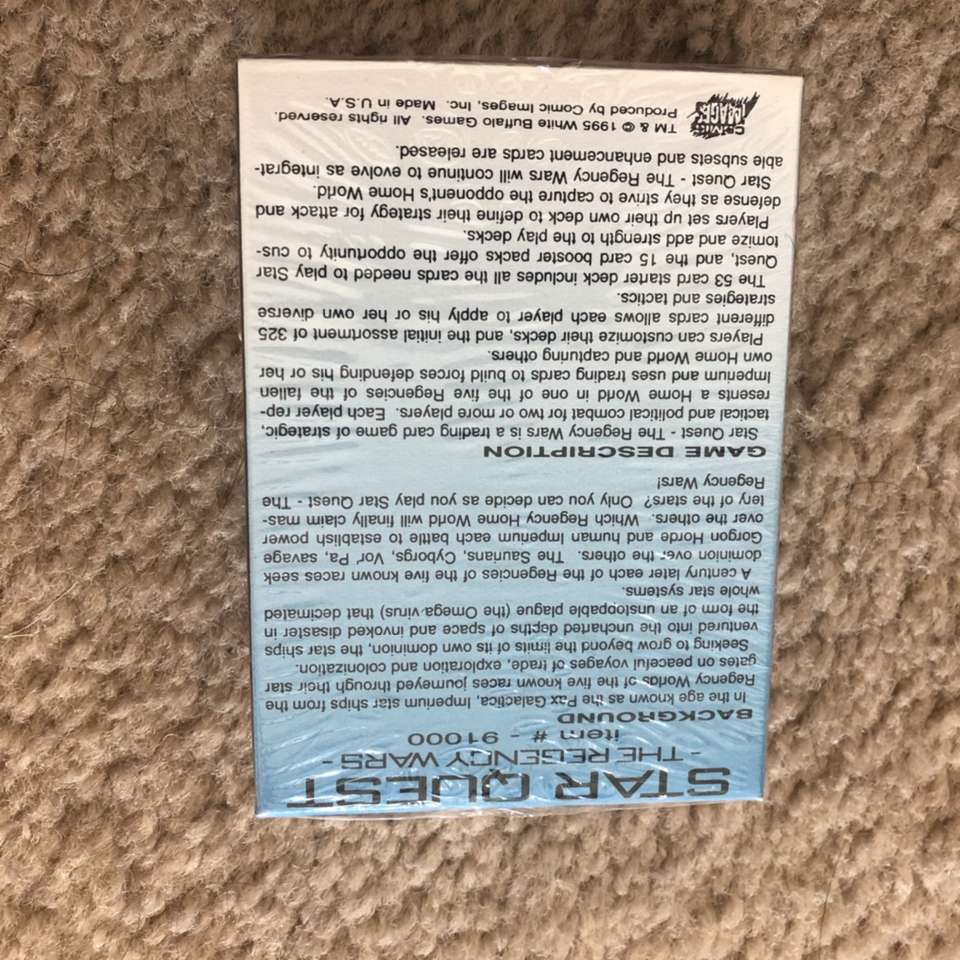 STAR QUEST
- THE REGENCY WARS -
item # - 91000
BACKGROUND
In the age known as the Pax Galactica, Imperium star ships from the
Regency Worlds of the five known races journeyed through their star
gates on peaceful voyages of trade, exploration and colonization.
Seeking to grow beyond the limits of its own dominion, the star ships
ventured into the uncharted depths of space and invoked disaster in
the form of an unstoppable plague (the Omega virus) that decimated
whole star systems.
A century later each of the Regencies of the five known races seek
dominion over the others. The Saurians, Cyborgs, Vor' Pa, savage
Gorgon Horde and human Imperium each battle to establish power
over the others. Which Regency Home World will finally claim mas-
tery of the stars? Only you can decide as you play Star Quest - The
Regency Wars!
GAME DESCRIPTION
Star Quest - The Regency Wars is a trading card game of strategic,
tactical and political combat for two or more players. Each player rep-
resents a Home World in one of the five Regencies of the fallen
Imperium and uses trading cards to build forces defending his or her
own Home World and capturing others.
Players can customize their decks, and the initial assortment of 325
different cards allows each player to apply his or her own diverse
strategies and tactics.
The 53 card starter deck includes all the cards needed to play Star
Quest, and the 15 card booster packs offer the opportunity to cus-
tomize and add strength to the play decks.
Players set up their own deck to define their strategy for attack and
defense as they strive to capture the opponent's Home World.
Star Quest - The Regency Wars will continue to evolve as integrat-
able subsets and enhancement cards are released.
COMIC IMAGES
TM & © 1995 White Buffalo Games. All rights reserved.
Produced by Comic Images, Inc. Made in U.S.A.